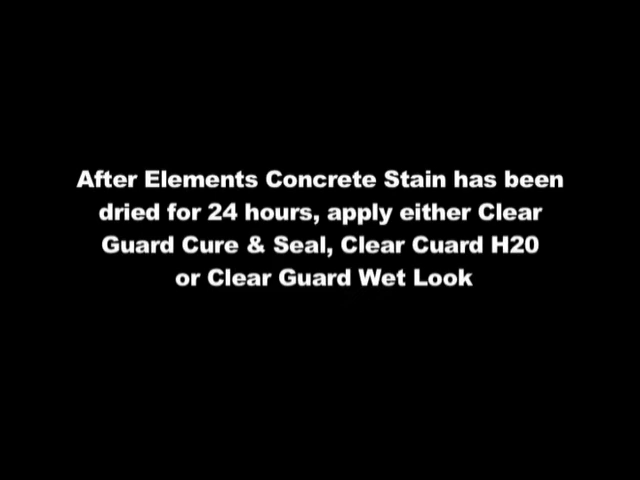 After Elements Concrete Stain has been
dried for 24 hours, apply either Clear
Guard Cure & Seal, Clear Cuard H20
or Clear Guard Wet Look